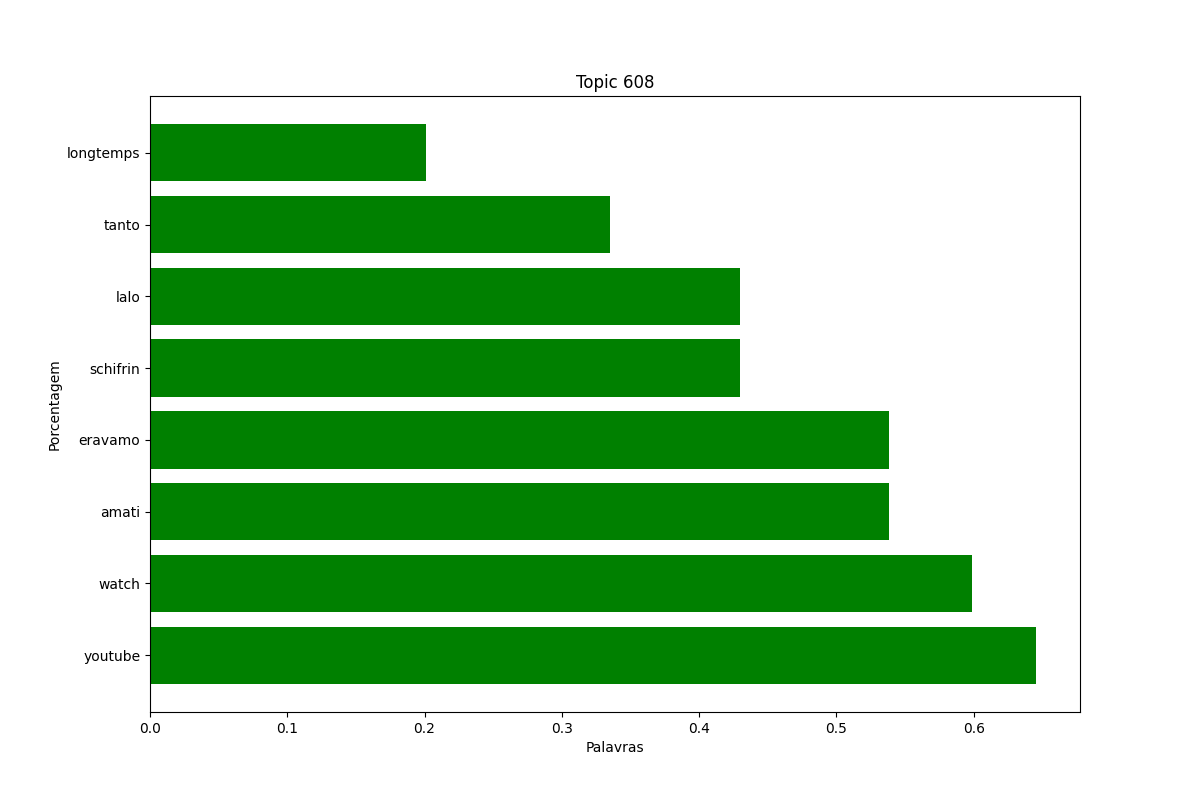 Topic 608
longtemps
tanto
lalo
schifrin
eravamo
amati
watch
youtube
Porcentagem
0.0 0.1 0.2 0.3 0.4 0.5 0.6
Palavras